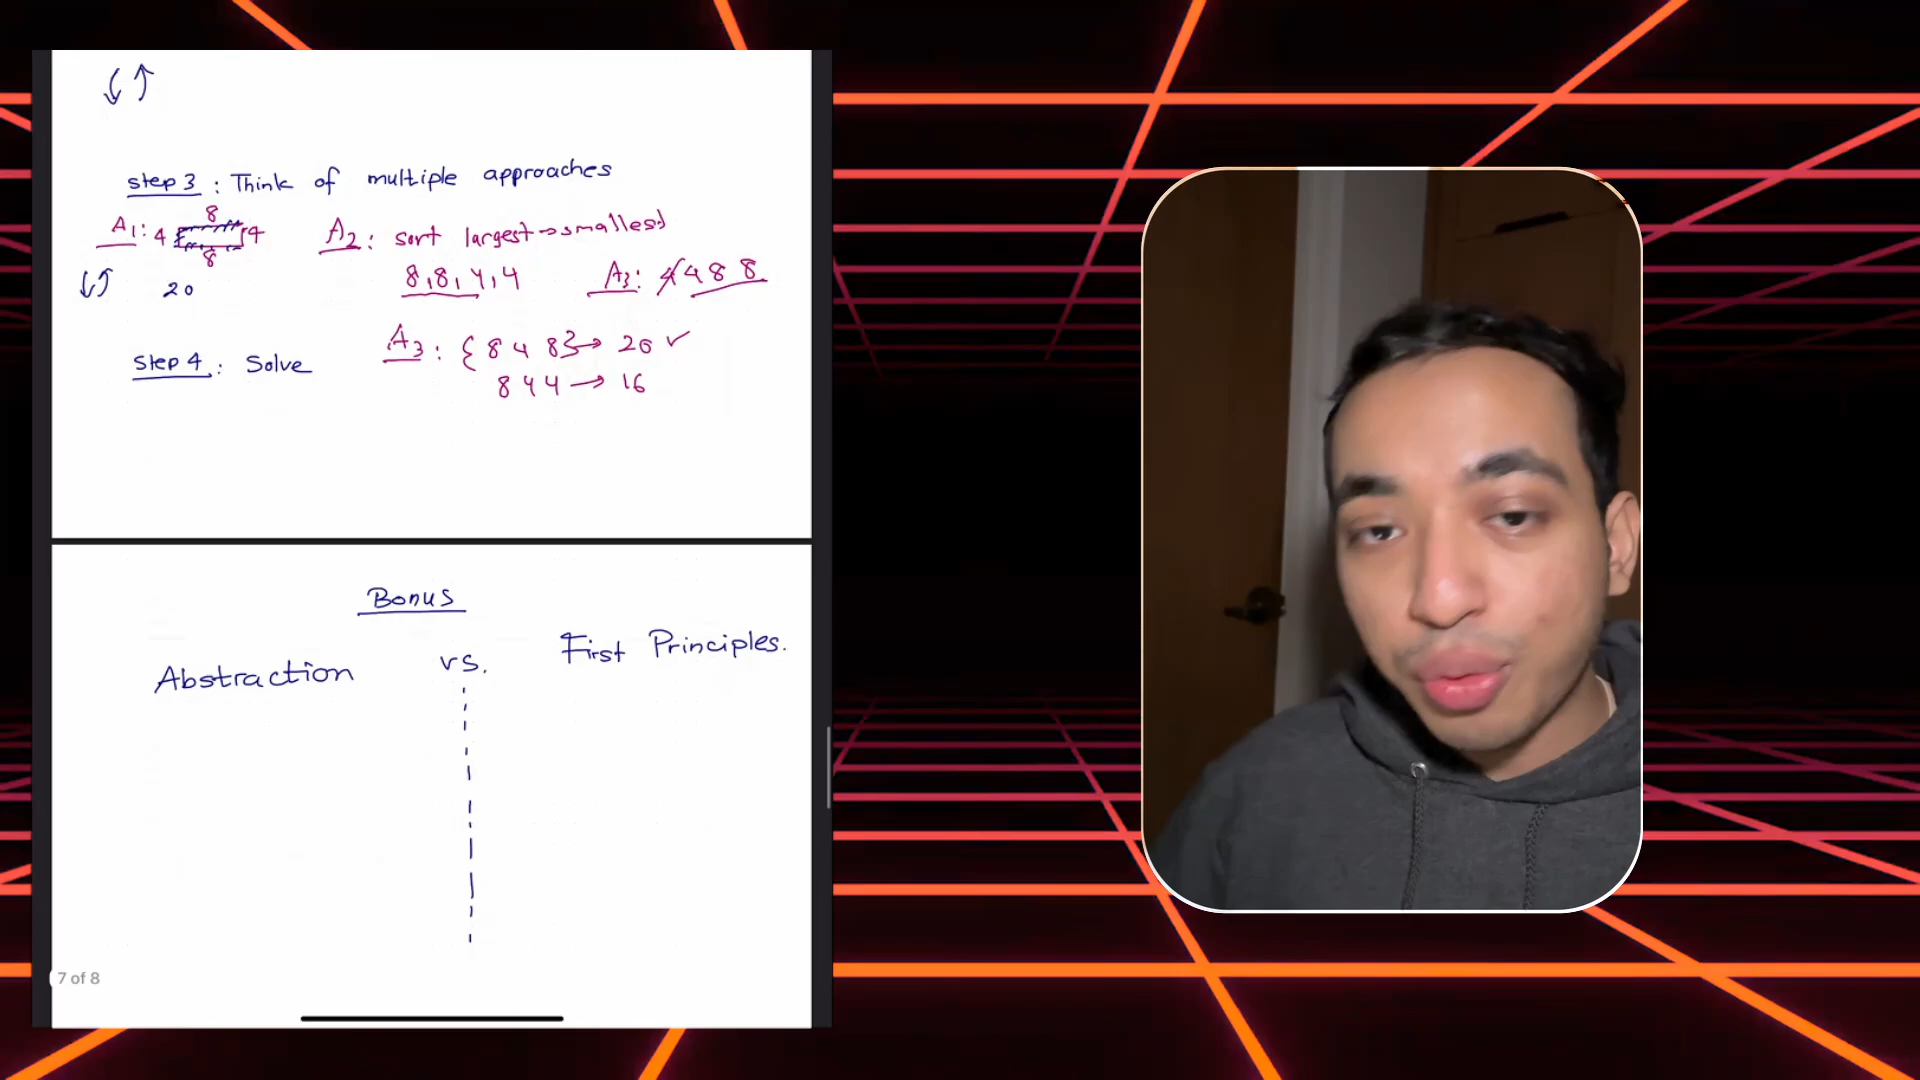 step 3 : Think of multiple approaches
A1: 4 8 4 8
20
A2: sort largest → smallest
8,8,4,4
A3: 4 4 8 8
Step 4 : Solve
A3 : { 8 4 8 } → 20 ✓
8 4 4 → 16
Bonus
Abstraction vs. First Principles.
7 of 8